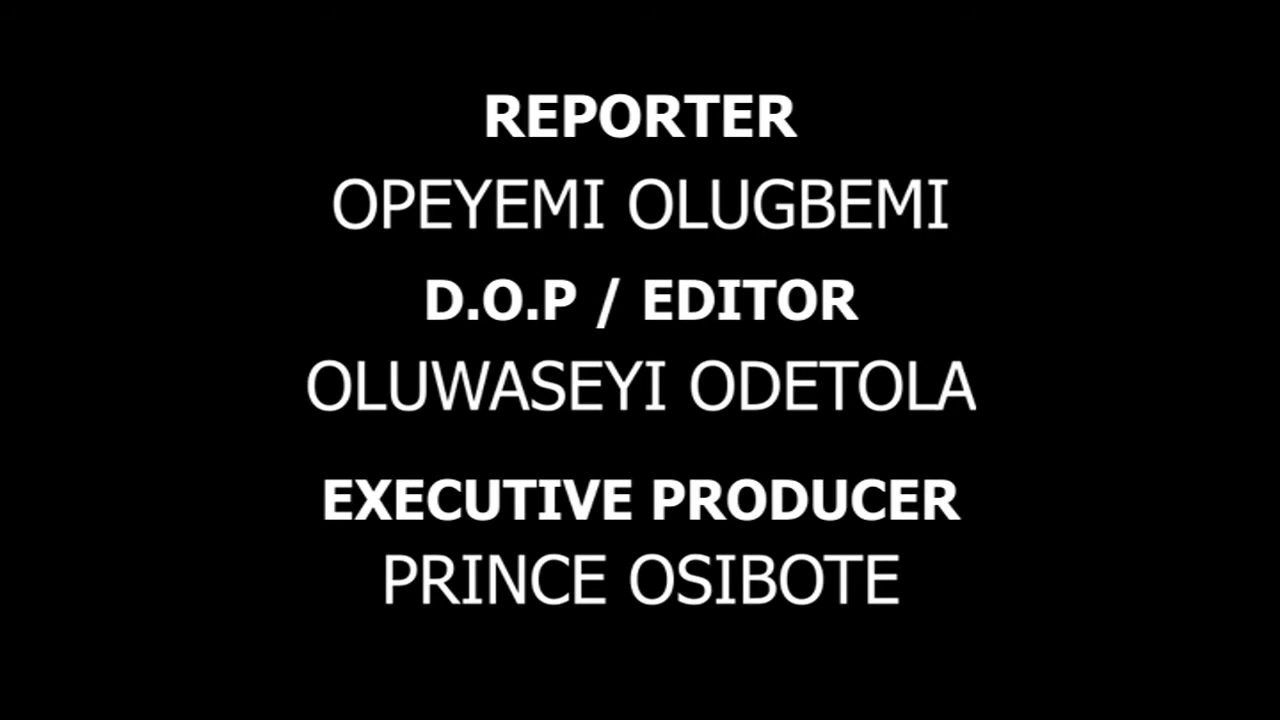 REPORTER
OPEYEMI OLUGBEMI
D.O.P / EDITOR
OLUWASEYI ODETOLA
EXECUTIVE PRODUCER
PRINCE OSIBOTE